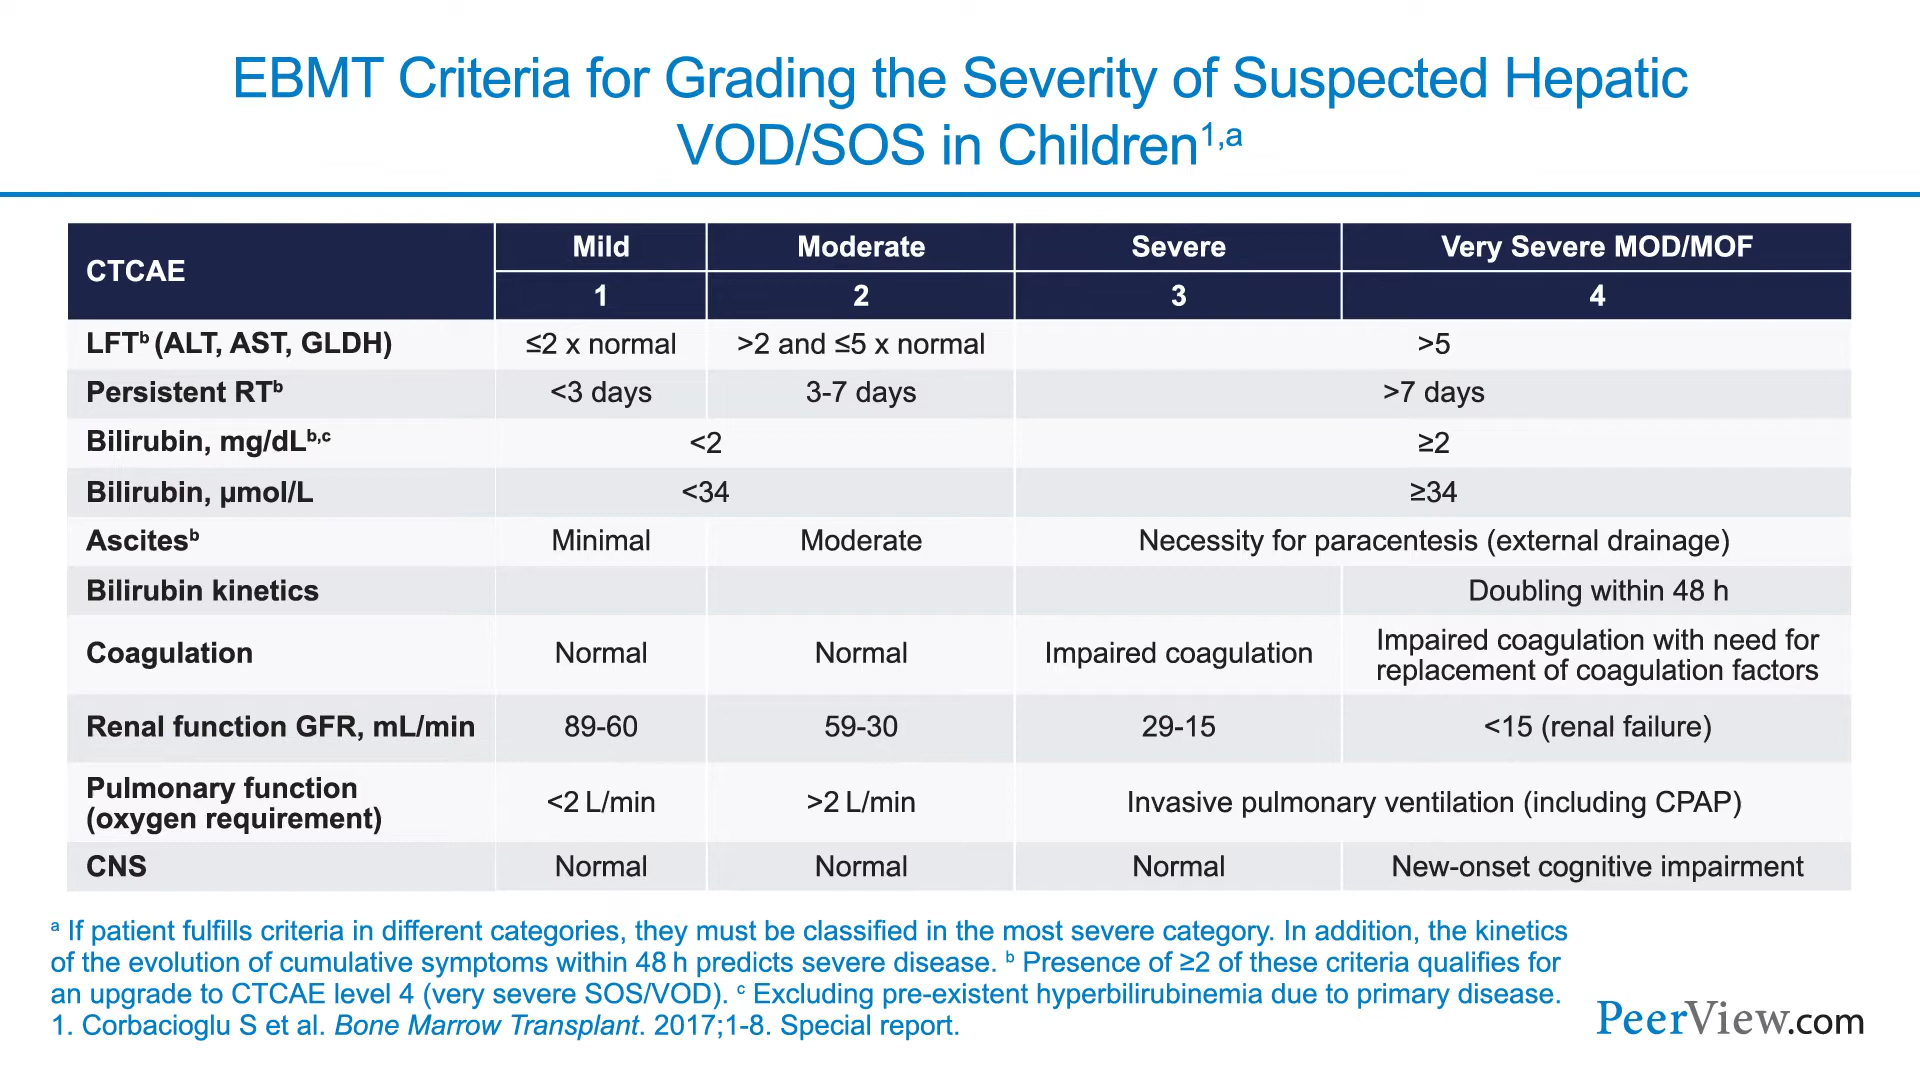 EBMT Criteria for Grading the Severity of Suspected Hepatic
VOD/SOS in Children1,a
CTCAE
Mild
Moderate
Severe
Very Severe MOD/MOF
1
2
3
4
LFTb (ALT, AST, GLDH)
≤2 x normal
>2 and ≤5 x normal
>5
Persistent RTb
<3 days
3-7 days
>7 days
Bilirubin, mg/dLb,c
<2
≥2
Bilirubin, µmol/L
<34
≥34
Ascitesb
Minimal
Moderate
Necessity for paracentesis (external drainage)
Bilirubin kinetics
Doubling within 48 h
Coagulation
Normal
Normal
Impaired coagulation
Impaired coagulation with need for
replacement of coagulation factors
Renal function GFR, mL/min
89-60
59-30
29-15
<15 (renal failure)
Pulmonary function
(oxygen requirement)
<2 L/min
>2 L/min
Invasive pulmonary ventilation (including CPAP)
CNS
Normal
Normal
Normal
New-onset cognitive impairment
a If patient fulfills criteria in different categories, they must be classified in the most severe category. In addition, the kinetics
of the evolution of cumulative symptoms within 48 h predicts severe disease. b Presence of ≥2 of these criteria qualifies for
an upgrade to CTCAE level 4 (very severe SOS/VOD). c Excluding pre-existent hyperbilirubinemia due to primary disease.
1. Corbacioglu S et al. Bone Marrow Transplant. 2017;1-8. Special report.
PeerView.com